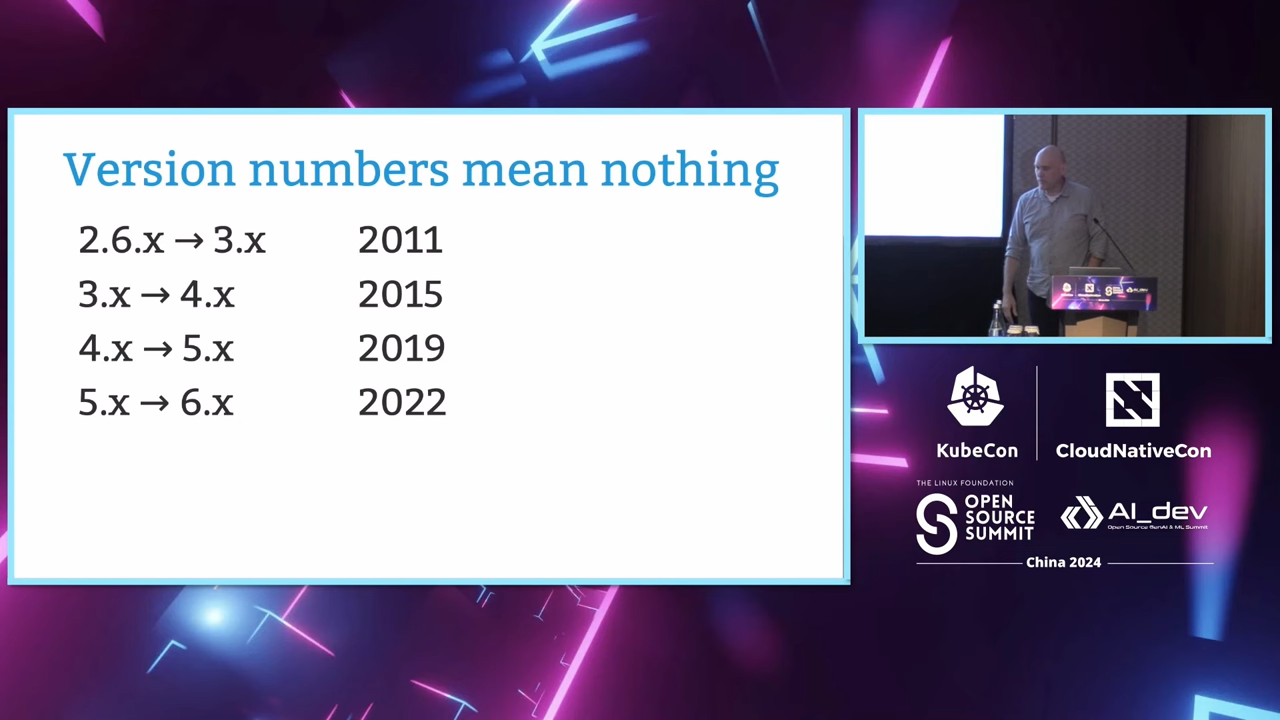 Version numbers mean nothing
2.6.x → 3.x 2011
3.x → 4.x 2015
4.x → 5.x 2019
5.x → 6.x 2022
KubeCon
CloudNativeCon
THE LINUX FOUNDATION
OPEN
SOURCE
SUMMIT
AI_dev
Open Source GenAI & ML Summit
China 2024